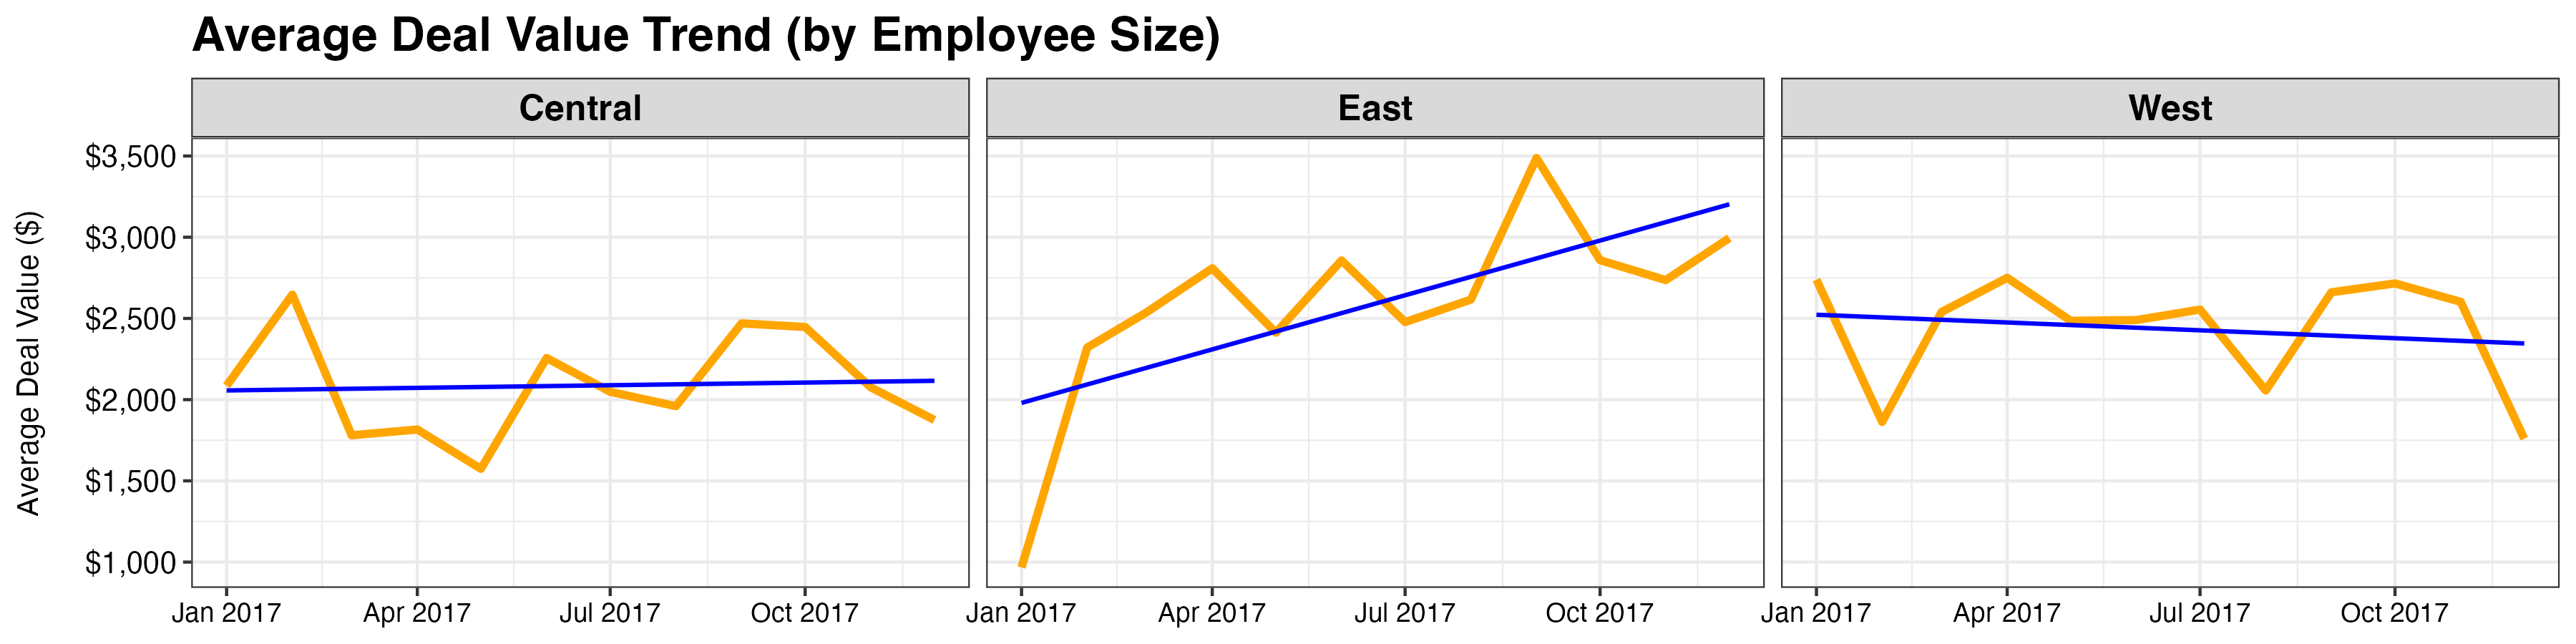 Average Deal Value Trend (by Employee Size)
Central
East
West
Average Deal Value ($)
$3,500
$3,000
$2,500
$2,000
$1,500
$1,000
Jan 2017 Apr 2017 Jul 2017 Oct 2017
Jan 2017 Apr 2017 Jul 2017 Oct 2017
Jan 2017 Apr 2017 Jul 2017 Oct 2017